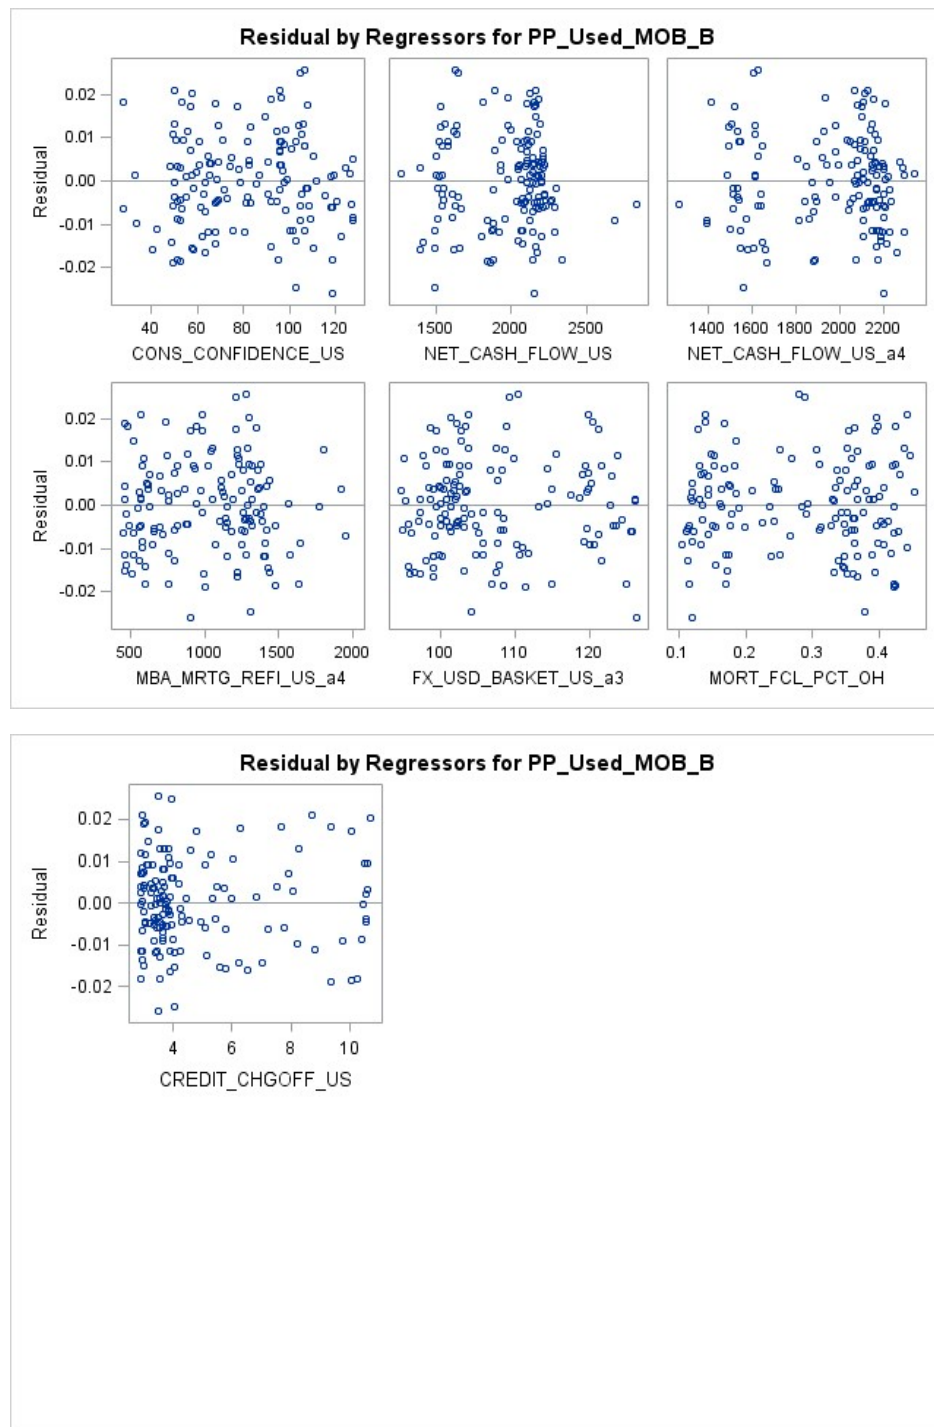 Residual by Regressors for PP_Used_MOB_B
0.02
0.01
0.00
-0.01
-0.02
Residual
40 60 80 100 120
CONS_CONFIDENCE_US
1500 2000 2500
NET_CASH_FLOW_US
1400 1600 1800 2000 2200
NET_CASH_FLOW_US_a4
0.02
0.01
0.00
-0.01
-0.02
Residual
500 1000 1500 2000
MBA_MRTG_REFI_US_a4
100 110 120
FX_USD_BASKET_US_a3
0.1 0.2 0.3 0.4
MORT_FCL_PCT_OH
Residual by Regressors for PP_Used_MOB_B
0.02
0.01
0.00
-0.01
-0.02
Residual
4 6 8 10
CREDIT_CHGOFF_US